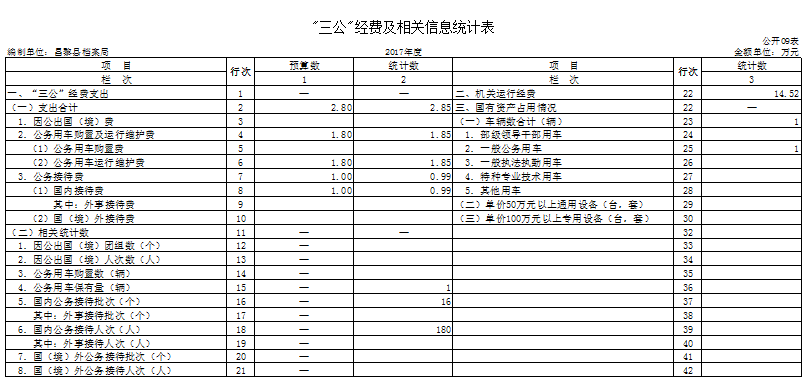 "三公"经费及相关信息统计表
公开09表
编制单位：昌黎县档案局 2017年度 金额单位：万元
项 目 行次 预算数 统计数 项 目 行次 统计数
栏 次 1 2 栏 次 3
一、“三公”经费支出 1 — — 二、机关运行经费 22 14.52
（一）支出合计 2 2.80 2.85 三、国有资产占用情况 22 —
1．因公出国（境）费 3 （一）车辆数合计（辆） 23 1
2．公务用车购置及运行维护费 4 1.80 1.85 1．部级领导干部用车 24
（1）公务用车购置费 5 2．一般公务用车 25 1
（2）公务用车运行维护费 6 1.80 1.85 3．一般执法执勤用车 26
3．公务接待费 7 1.00 0.99 4．特种专业技术用车 27
（1）国内接待费 8 1.00 0.99 5．其他用车 28
其中：外事接待费 9 （二）单价50万元以上通用设备（台，套） 29
（2）国（境）外接待费 10 （三）单价100万元以上专用设备（台，套） 30
（二）相关统计数 11 — — 32
1．因公出国（境）团组数（个） 12 — 33
2．因公出国（境）人次数（人） 13 — 34
3．公务用车购置数（辆） 14 — 35
4．公务用车保有量（辆） 15 — 1 36
5．国内公务接待批次（个） 16 — 16 37
其中：外事接待批次（个） 17 — 38
6．国内公务接待人次（人） 18 — 180 39
其中：外事接待人次（人） 19 — 40
7．国（境）外公务接待批次（个） 20 — 41
8．国（境）外公务接待人次（人） 21 — 42